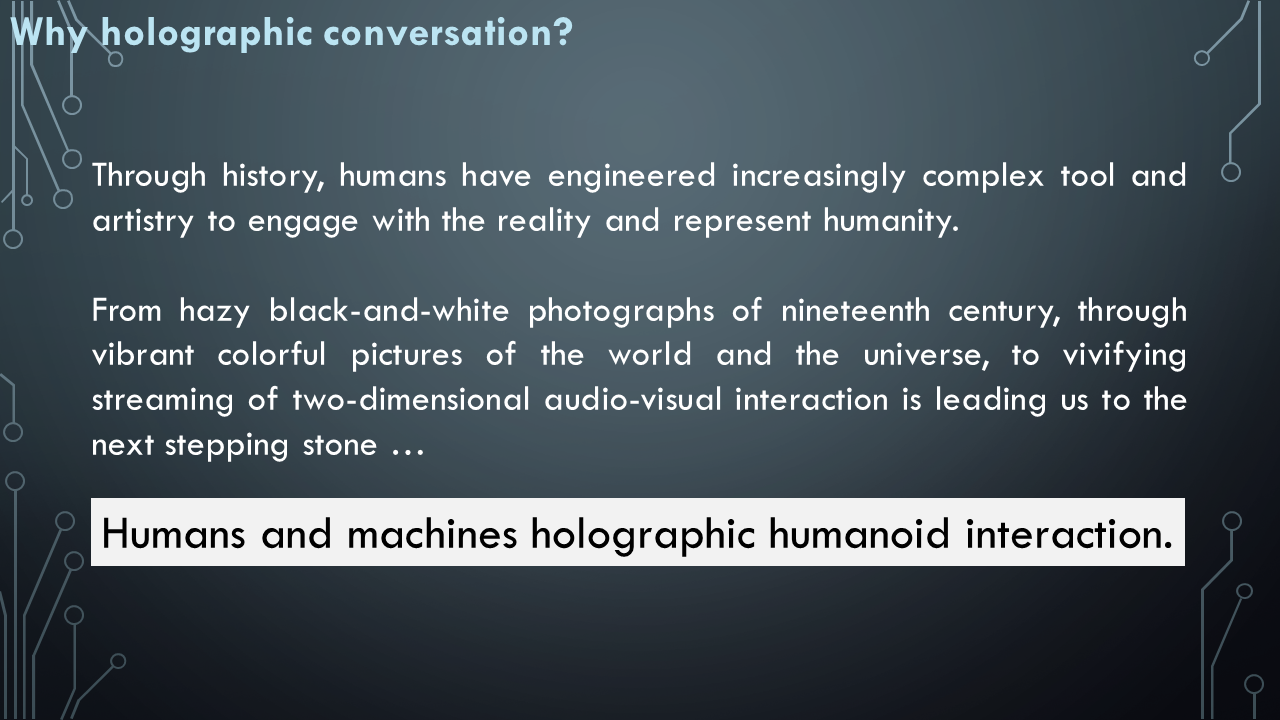 Why holographic conversation?
Through history, humans have engineered increasingly complex tool and
artistry to engage with the reality and represent humanity.
From hazy black-and-white photographs of nineteenth century, through
vibrant colorful pictures of the world and the universe, to vivifying
streaming of two-dimensional audio-visual interaction is leading us to the
next stepping stone …
Humans and machines holographic humanoid interaction.